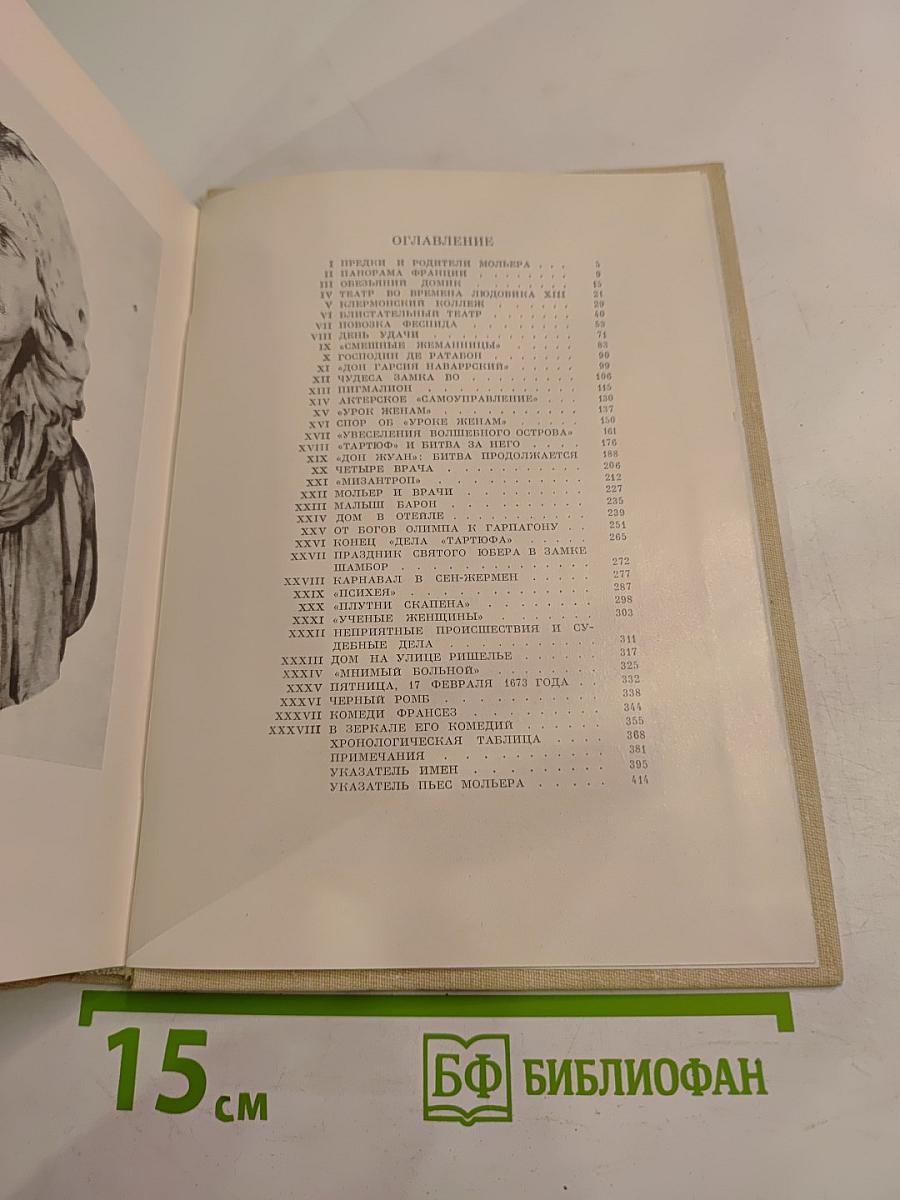 ОГЛАВЛЕНИЕ
I ПРЕДКИ И РОДИТЕЛИ МОЛЬЕРА . . . 5
II ПАНОРАМА ФРАНЦИИ . . . . . . . . 9
III ОБЕЗЬЯНИЙ ДОМИК . . . . . . . . 15
IV ТЕАТР ВО ВРЕМЕНА ЛЮДОВИКА XIII 21
V КЛЕРМОНСКИЙ КОЛЛЕЖ . . . . . . . 29
VI БЛИСТАТЕЛЬНЫЙ ТЕАТР . . . . . . 40
VII ПОВОЗКА ФЕСПИДА . . . . . . . . 53
VIII ДЕНЬ УДАЧИ . . . . . . . . . . . 71
IX «СМЕШНЫЕ ЖЕМАННИЦЫ» . . . . . 83
X ГОСПОДИН ДЕ РАТАБОН . . . . . . 90
XI «ДОН ГАРСИЯ НАВАРРСКИЙ» . . . . 99
XII ЧУДЕСА ЗАМКА ВО . . . . . . . . 106
XIII ПИГМАЛИОН . . . . . . . . . . . 115
XIV АКТЕРСКОЕ «САМОУПРАВЛЕНИЕ» . . . 130
XV «УРОК ЖЕНАМ» . . . . . . . . . . 137
XVI СПОР ОБ «УРОКЕ ЖЕНАМ» . . . . 150
XVII «УВЕСЕЛЕНИЯ ВОЛШЕБНОГО ОСТРОВА» 161
XVIII «ТАРТЮФ» И БИТВА ЗА НЕГО . . . . 176
XIX «ДОН ЖУАН»: БИТВА ПРОДОЛЖАЕТСЯ 188
XX ЧЕТЫРЕ ВРАЧА . . . . . . . . . . 206
XXI «МИЗАНТРОП» . . . . . . . . . . . 212
XXII МОЛЬЕР И ВРАЧИ . . . . . . . . 227
XXIII МАЛЫШ БАРОН . . . . . . . . . . 235
XXIV ДОМ В ОТЕЙЛЕ . . . . . . . . . . 239
XXV ОТ БОГОВ ОЛИМПА К ГАРПАГОНУ . . 251
XXVI КОНЕЦ «ДЕЛА «ТАРТЮФА» . . . . . 265
XXVII ПРАЗДНИК СВЯТОГО ЮБЕРА В ЗАМКЕ
ШАМБОР . . . . . . . . . . . . . 272
XXVIII КАРНАВАЛ В СЕН-ЖЕРМЕН . . . . . 277
XXIX «ПСИХЕЯ» . . . . . . . . . . . . . 287
XXX «ПЛУТНИ СКАПЕНА» . . . . . . . . 298
XXXI «УЧЕНЫЕ ЖЕНЩИНЫ» . . . . . . . 303
XXXII НЕПРИЯТНЫЕ ПРОИСШЕСТВИЯ И СУ-
ДЕБНЫЕ ДЕЛА . . . . . . . . . . 311
XXXIII ДОМ НА УЛИЦЕ РИШЕЛЬЕ . . . . . . 317
XXXIV «МНИМЫЙ БОЛЬНОЙ» . . . . . . . . 325
XXXV ПЯТНИЦА, 17 ФЕВРАЛЯ 1673 ГОДА . . 332
XXXVI ЧЕРНЫЙ РОМБ . . . . . . . . . . . 338
XXXVII КОМЕДИ ФРАНСЕЗ . . . . . . . . . 344
XXXVIII В ЗЕРКАЛЕ ЕГО КОМЕДИЙ . . . . . . 355
ХРОНОЛОГИЧЕСКАЯ ТАБЛИЦА . . . . 368
ПРИМЕЧАНИЯ . . . . . . . . . . . 381
УКАЗАТЕЛЬ ИМЕН . . . . . . . . . 395
УКАЗАТЕЛЬ ПЬЕС МОЛЬЕРА . . . . . 414
15 см
БФ БИБЛИОФАН